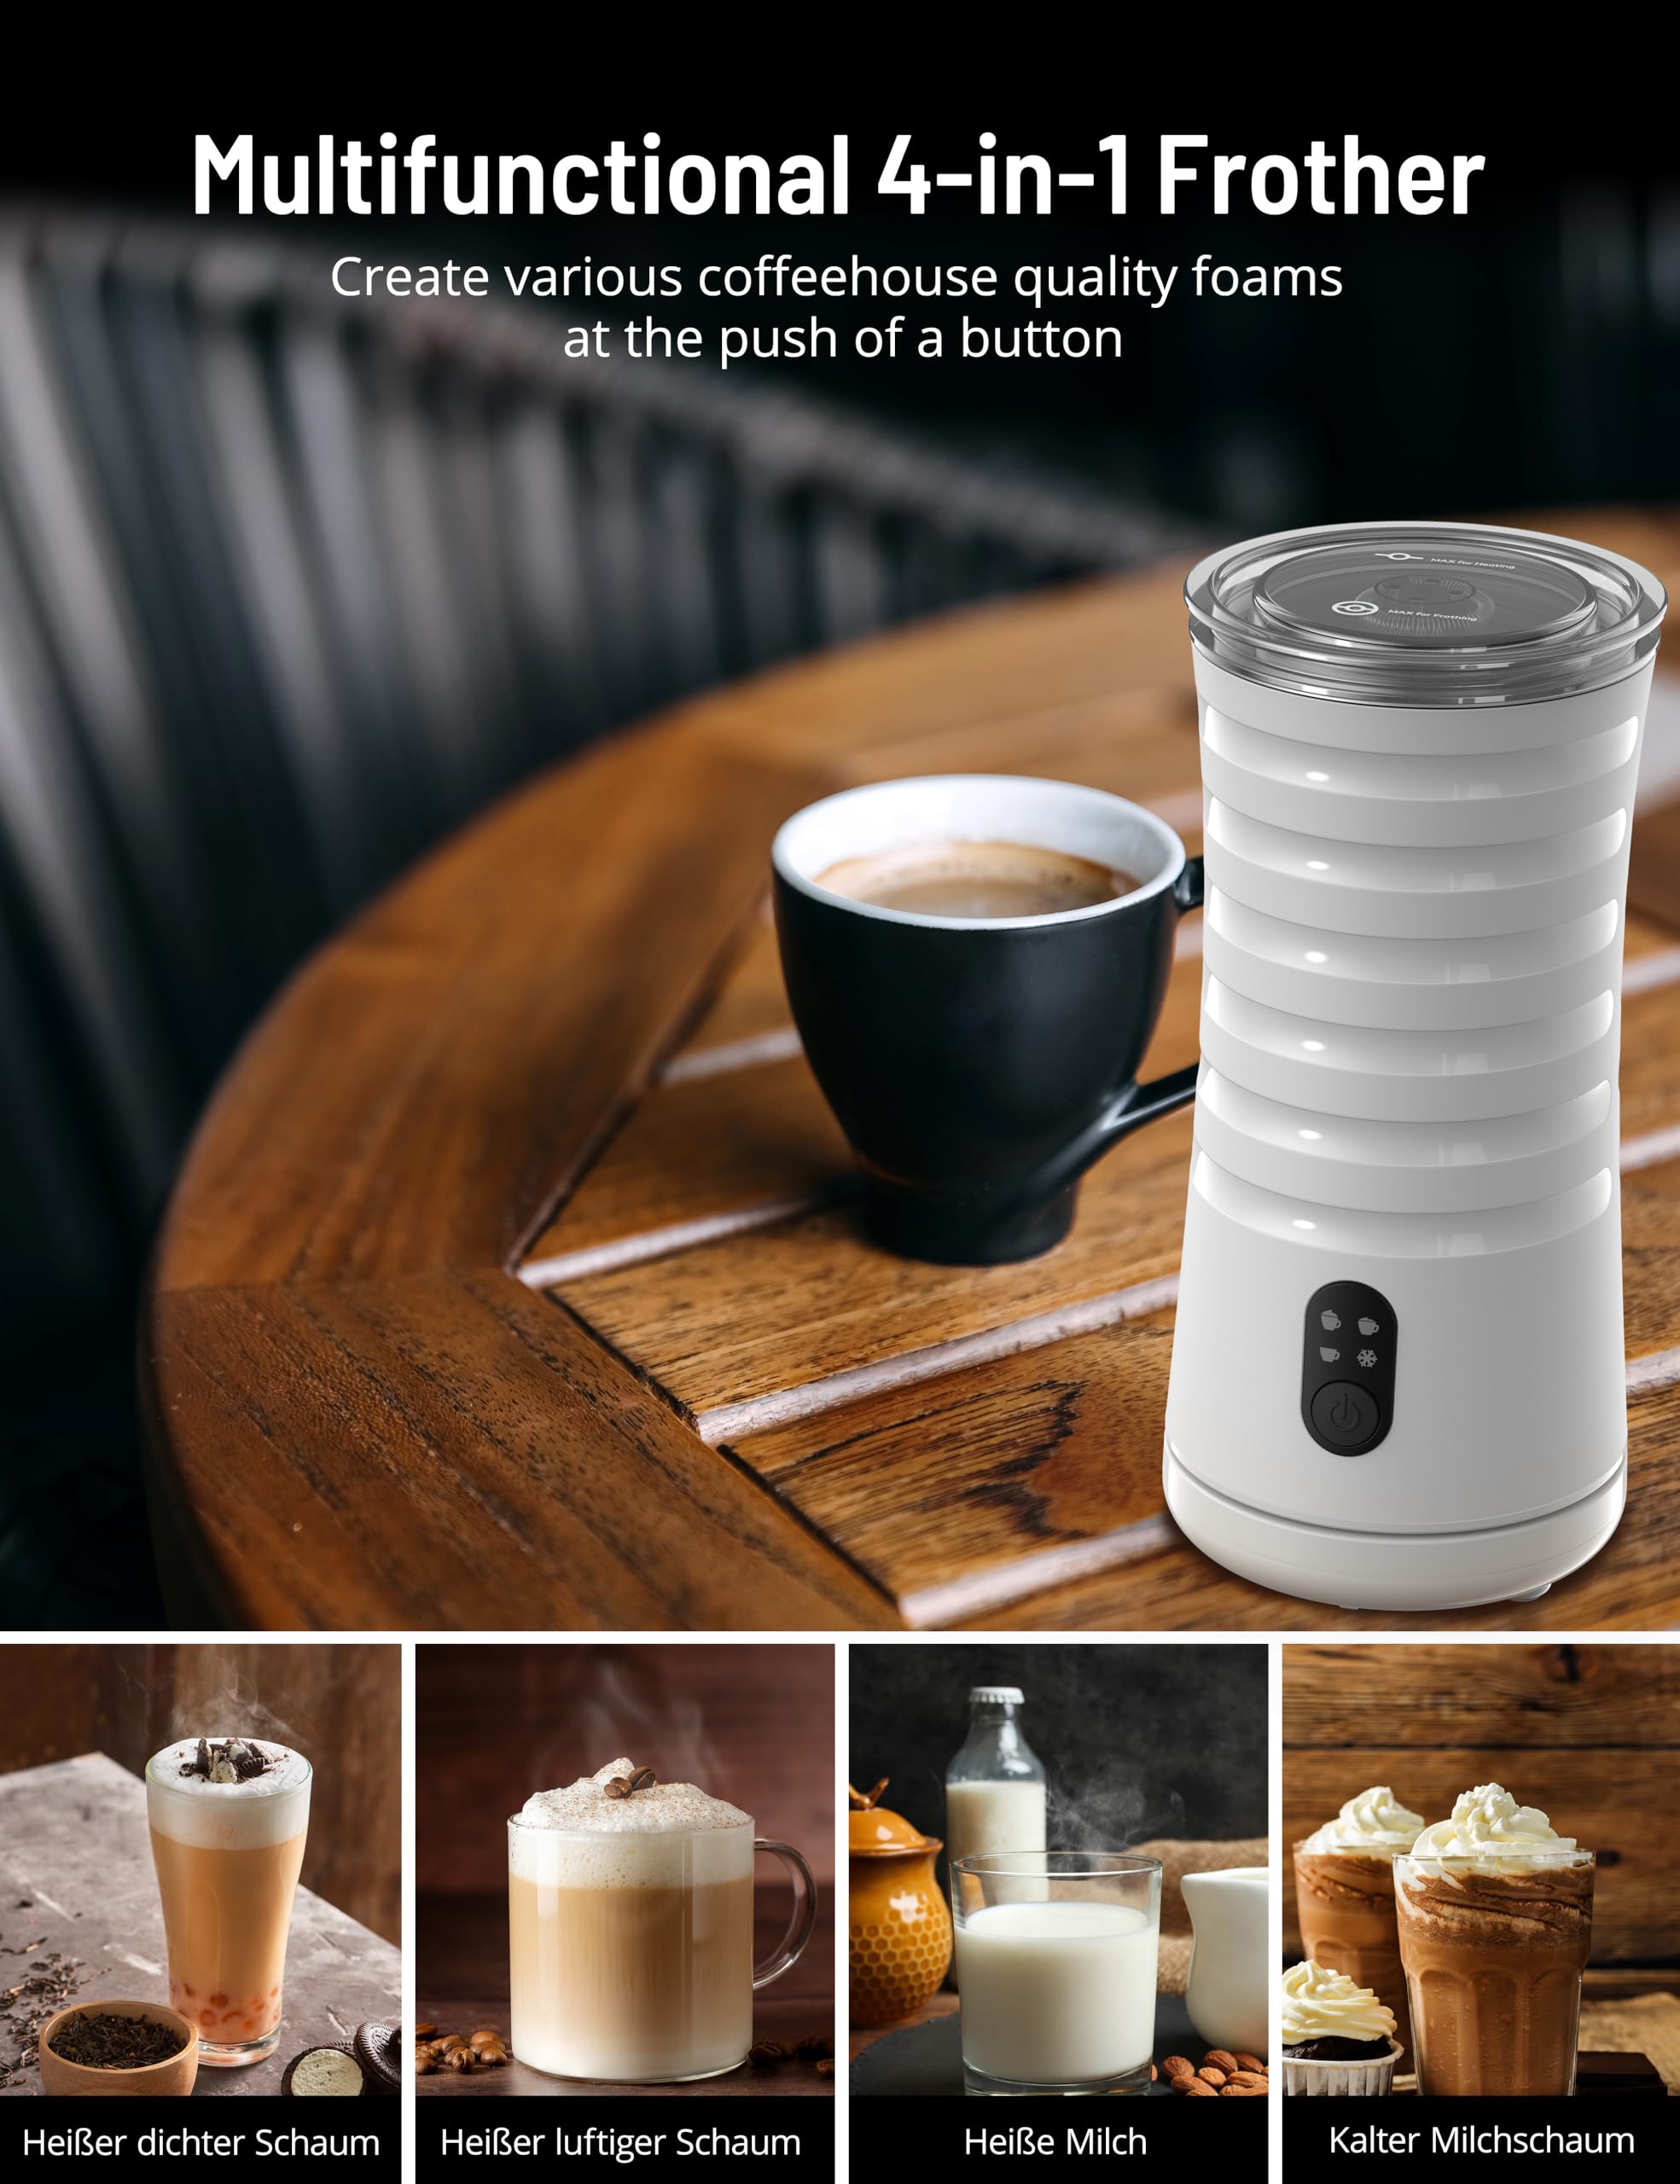 Multifunctional 4-in-1 Frother
Create various coffeehouse quality foams
at the push of a button
MAX for Heating
MAX for Frothing
Heißer dichter Schaum
Heißer luftiger Schaum
Heiße Milch
Kalter Milchschaum